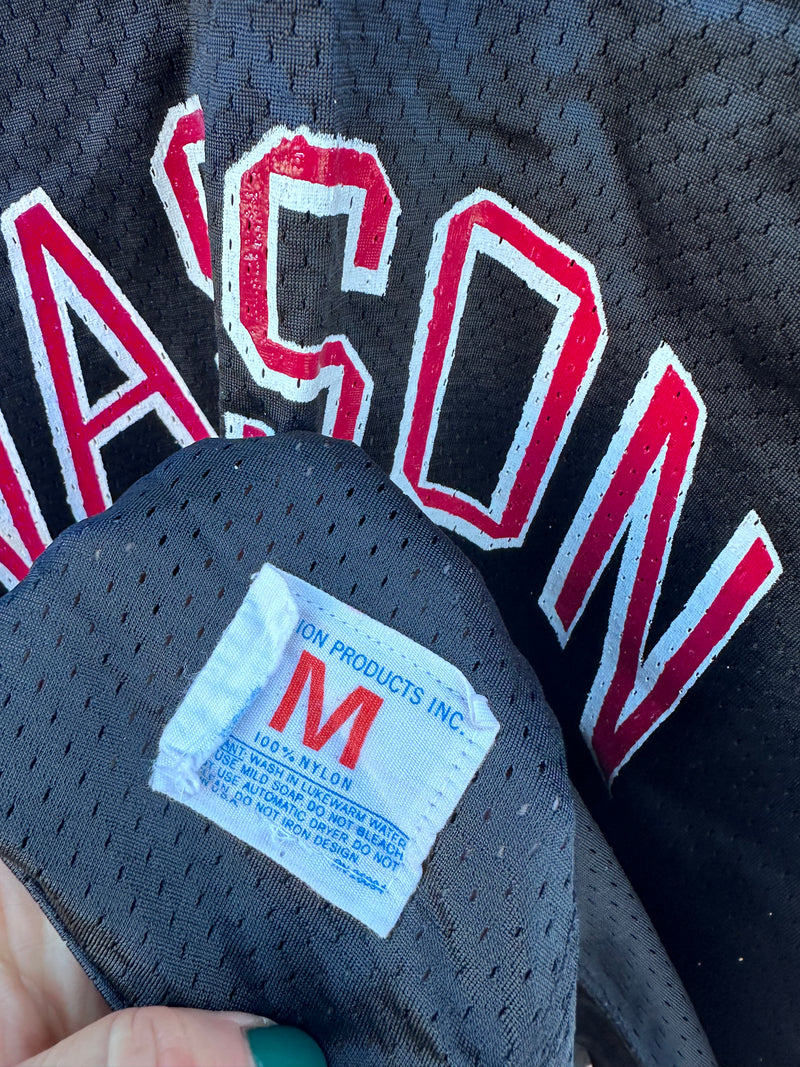 ASON
ION PRODUCTS INC.
M
100% NYLON
ANT: WASH IN LUKEWARM WATER
USE MILD SOAP. DO NOT BLEACH.
USE AUTOMATIC DRYER. DO NOT
DO NOT IRON DESIGN.
U.S.A.